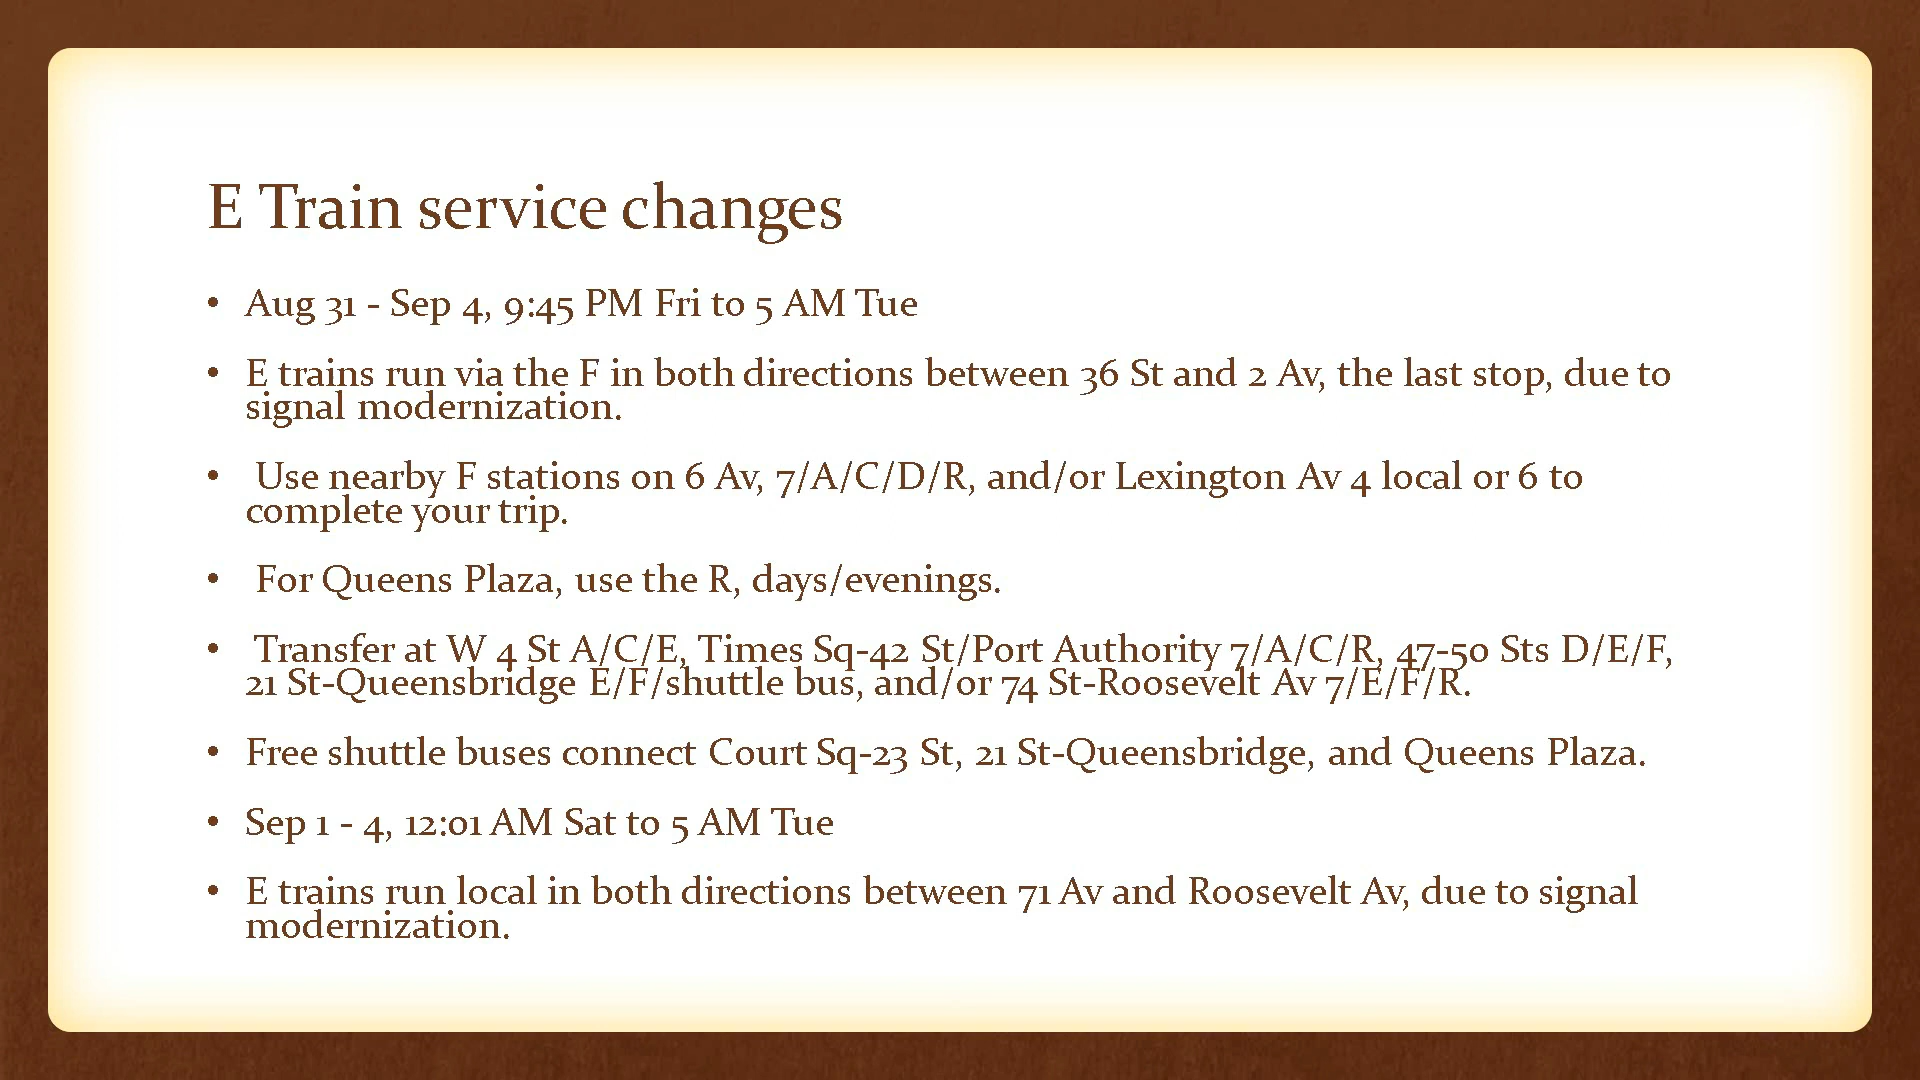 E Train service changes
• Aug 31 - Sep 4, 9:45 PM Fri to 5 AM Tue
• E trains run via the F in both directions between 36 St and 2 Av, the last stop, due to
signal modernization.
• Use nearby F stations on 6 Av, 7/A/C/D/R, and/or Lexington Av 4 local or 6 to
complete your trip.
• For Queens Plaza, use the R, days/evenings.
• Transfer at W 4 St A/C/E, Times Sq-42 St/Port Authority 7/A/C/R, 47-50 Sts D/E/F,
21 St-Queensbridge E/F/shuttle bus, and/or 74 St-Roosevelt Av 7/E/F/R.
• Free shuttle buses connect Court Sq-23 St, 21 St-Queensbridge, and Queens Plaza.
• Sep 1 - 4, 12:01 AM Sat to 5 AM Tue
• E trains run local in both directions between 71 Av and Roosevelt Av, due to signal
modernization.